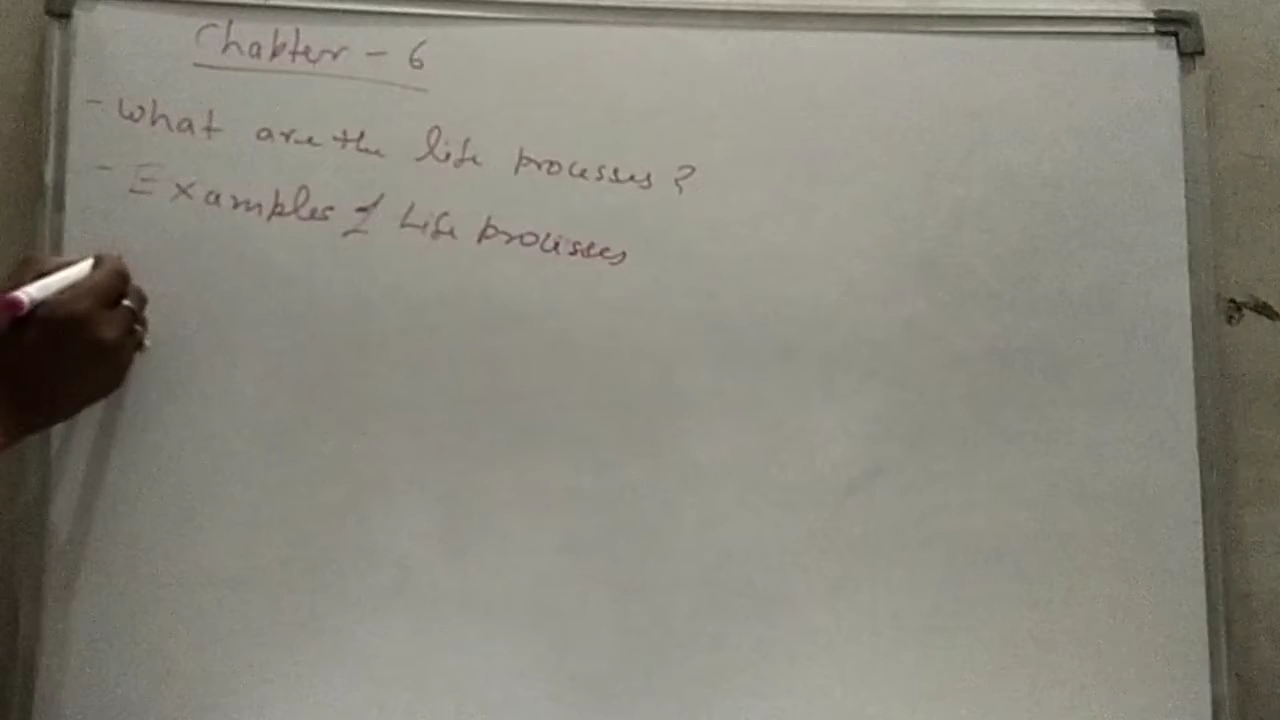 Chapter - 6
- What are the life processes?
- Examples of Life processes